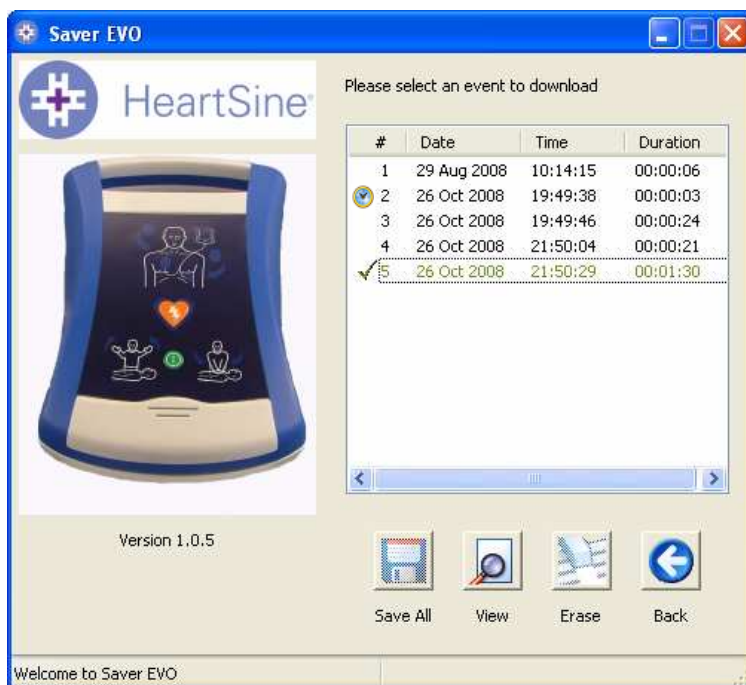 Saver EVO
HeartSine
Please select an event to download
# Date Time Duration
1 29 Aug 2008 10:14:15 00:00:06
2 26 Oct 2008 19:49:38 00:00:03
3 26 Oct 2008 19:49:46 00:00:24
4 26 Oct 2008 21:50:04 00:00:21
5 26 Oct 2008 21:50:29 00:01:30
Version 1.0.5
Save All View Erase Back
Welcome to Saver EVO